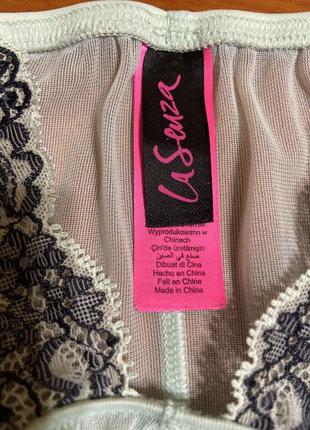 La Senza
Wyprodukowano w
Chinach
Çin'de üretilmiştir
صنع في الصين
Dibuat di Cina
Hecho en China
Fait en Chine
Made in China